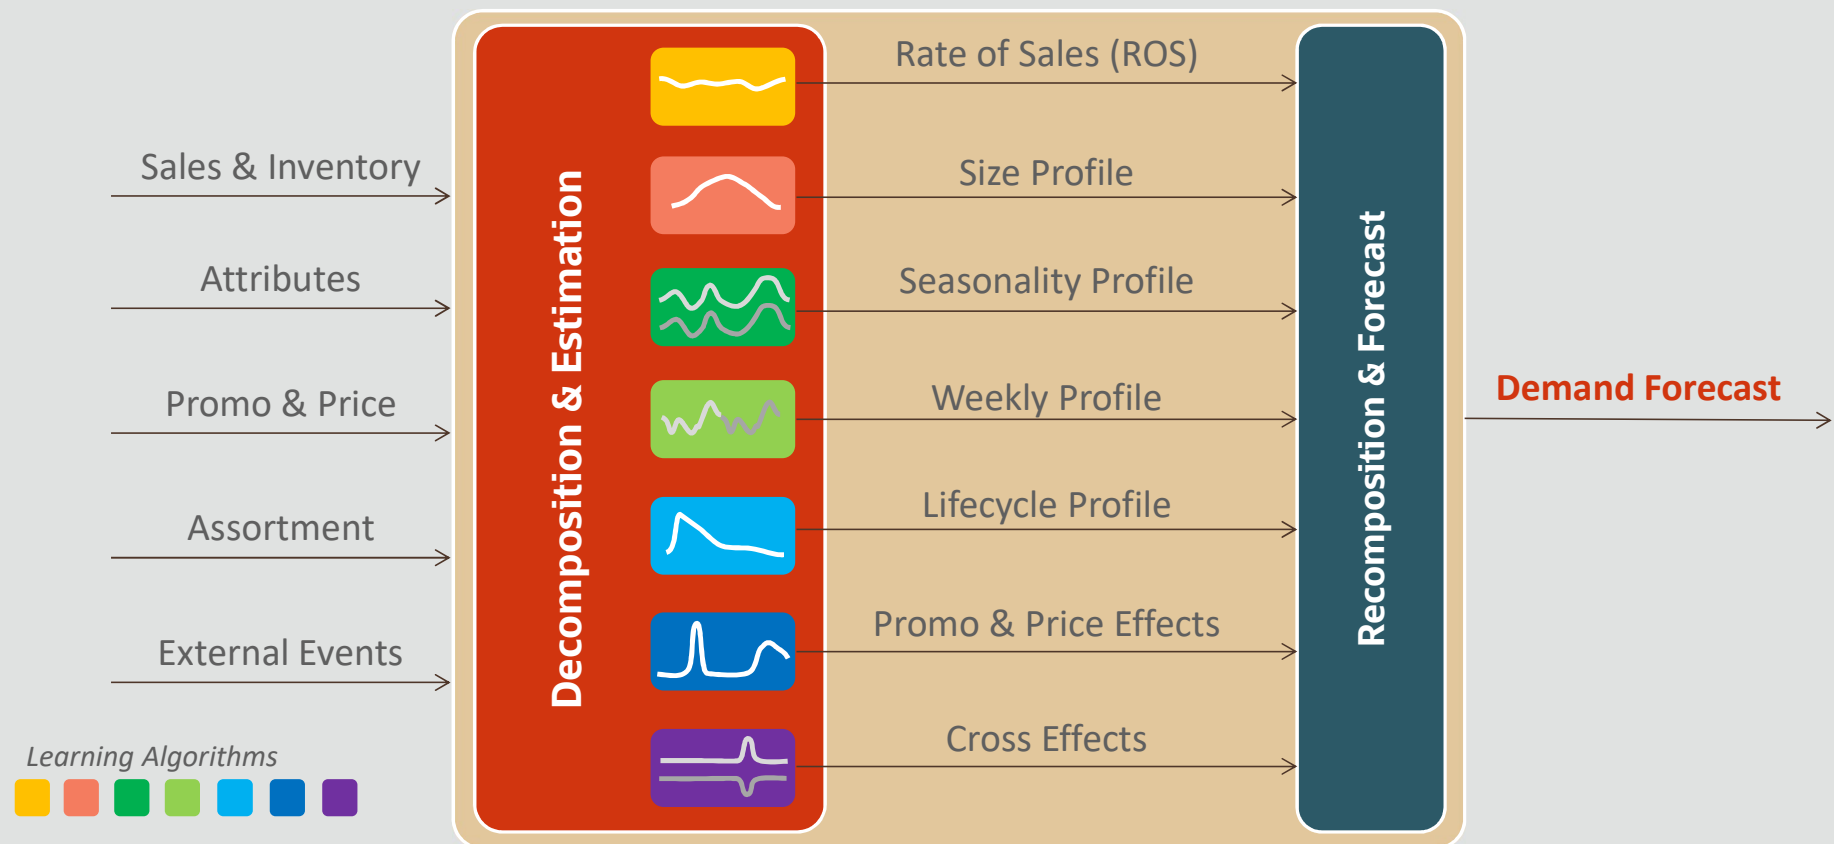 Sales & Inventory
Attributes
Promo & Price
Assortment
External Events
Learning Algorithms
Decomposition & Estimation
Rate of Sales (ROS)
Size Profile
Seasonality Profile
Weekly Profile
Lifecycle Profile
Promo & Price Effects
Cross Effects
Recomposition & Forecast
Demand Forecast